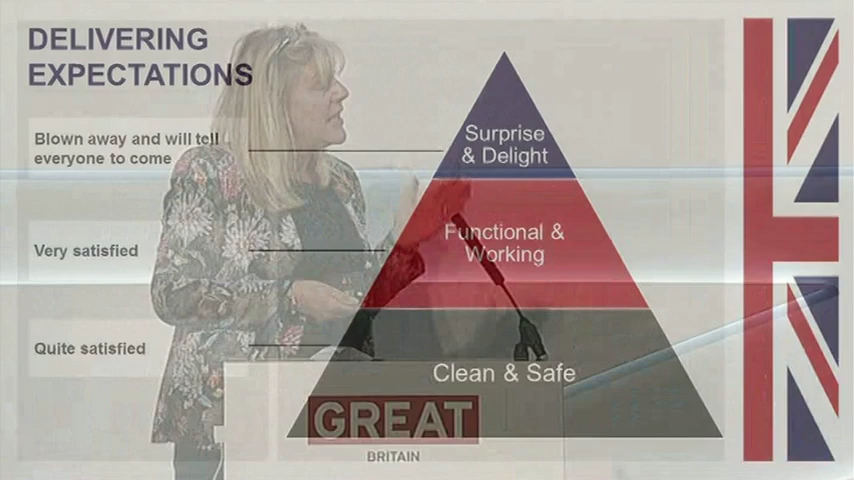 DELIVERING
EXPECTATIONS
Blown away and will tell
everyone to come
Surprise
& Delight
Very satisfied
Functional &
Working
Quite satisfied
Clean & Safe
GREAT
BRITAIN